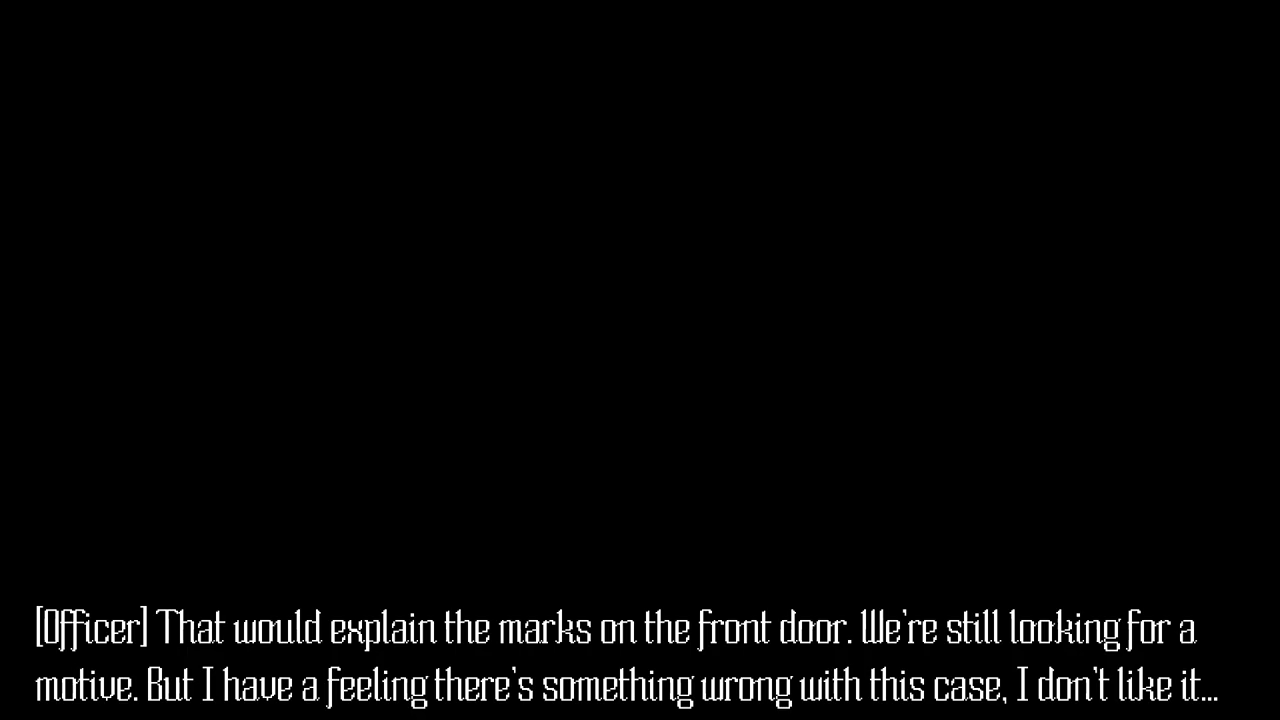 [Officer] That would explain the marks on the front door. We're still looking for a
motive. But I have a feeling there's something wrong with this case, I don't like it...